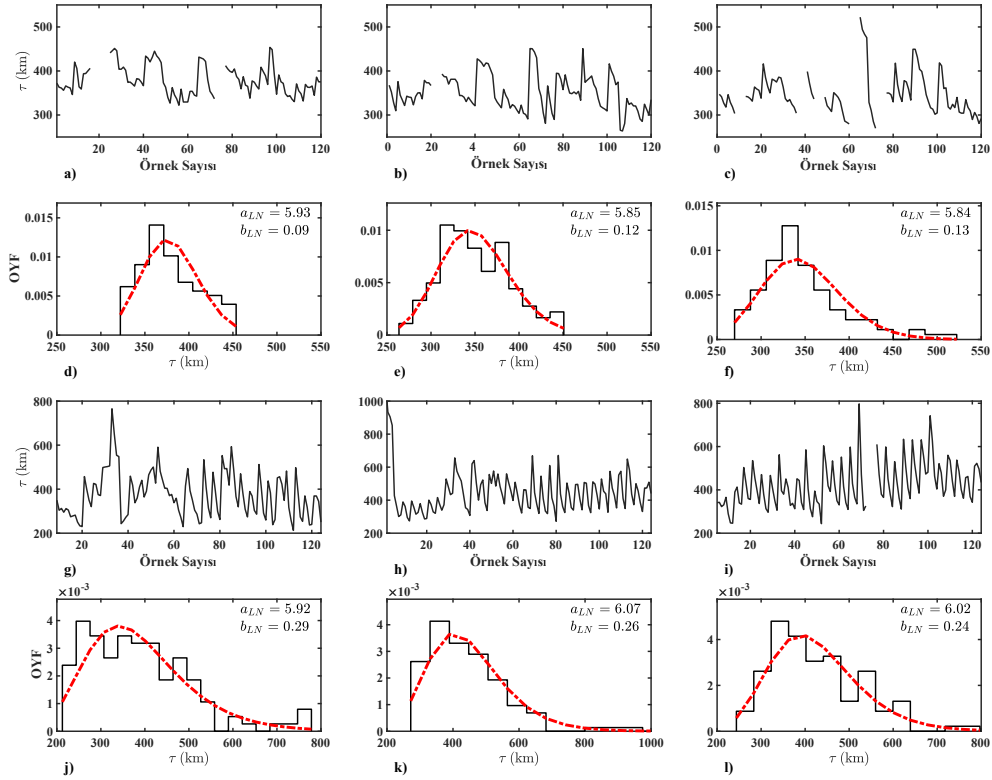 500
400
300
τ (km)
20 40 60 80 100 120
Örnek Sayısı
a)
500
400
300
0 20 40 60 80 100 120
Örnek Sayısı
b)
500
400
300
0 20 40 60 80 100 120
Örnek Sayısı
c)
0.015
0.01
0.005
0
OYF
a_LN = 5.93
b_LN = 0.09
250 300 350 400 450 500 550
τ (km)
d)
0.01
0.005
0
a_LN = 5.85
b_LN = 0.12
250 300 350 400 450 500 550
τ (km)
e)
0.015
0.01
0.005
0
a_LN = 5.84
b_LN = 0.13
250 300 350 400 450 500 550
τ (km)
f)
800
600
400
200
τ (km)
20 40 60 80 100 120
Örnek Sayısı
g)
1000
800
600
400
200
20 40 60 80 100 120
Örnek Sayısı
h)
800
600
400
200
0 20 40 60 80 100 120
Örnek Sayısı
i)
×10⁻³
4
2
0
OYF
a_LN = 5.92
b_LN = 0.29
200 300 400 500 600 700 800
τ (km)
j)
×10⁻³
4
2
0
a_LN = 6.07
b_LN = 0.26
200 400 600 800 1000
τ (km)
k)
×10⁻³
4
2
0
a_LN = 6.02
b_LN = 0.24
200 300 400 500 600 700 800
τ (km)
l)